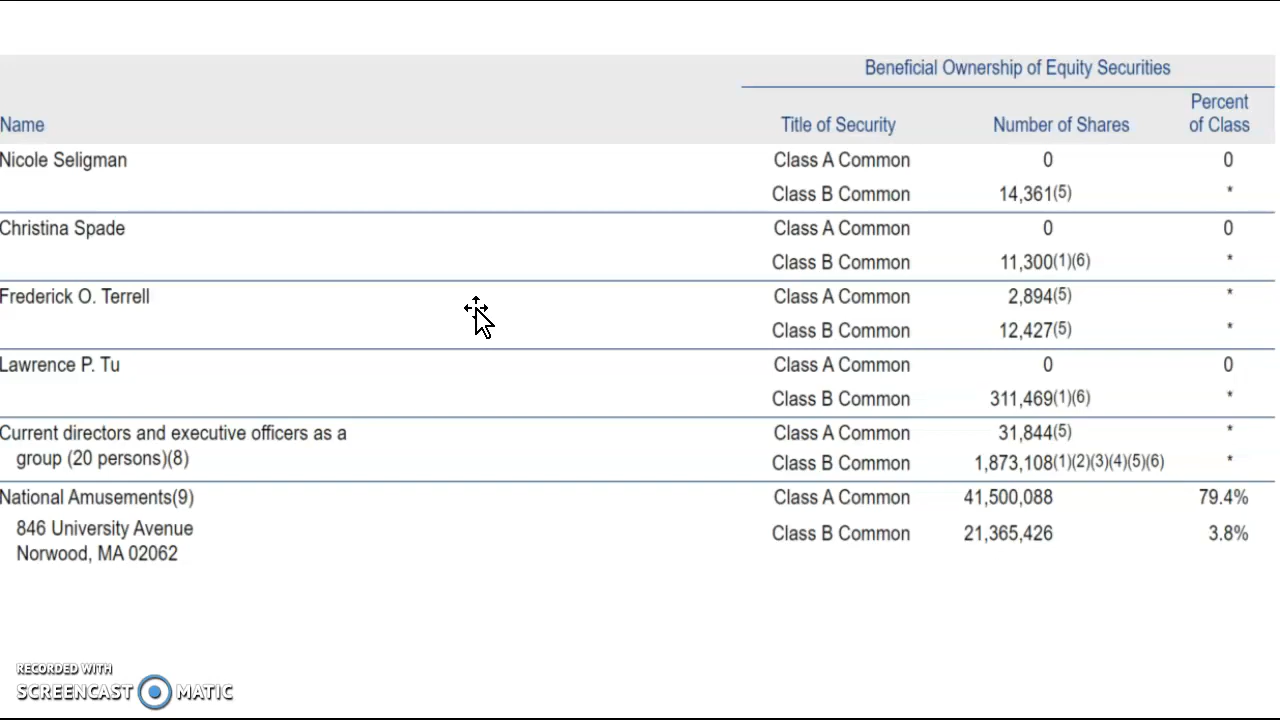 Beneficial Ownership of Equity Securities
Name Title of Security Number of Shares Percent of Class
Nicole Seligman Class A Common 0 0
Class B Common 14,361(5) *
Christina Spade Class A Common 0 0
Class B Common 11,300(1)(6) *
Frederick O. Terrell Class A Common 2,894(5) *
Class B Common 12,427(5) *
Lawrence P. Tu Class A Common 0 0
Class B Common 311,469(1)(6) *
Current directors and executive officers as a Class A Common 31,844(5) *
group (20 persons)(8) Class B Common 1,873,108(1)(2)(3)(4)(5)(6) *
National Amusements(9) Class A Common 41,500,088 79.4%
846 University Avenue Class B Common 21,365,426 3.8%
Norwood, MA 02062
RECORDED WITH
SCREENCAST MATIC